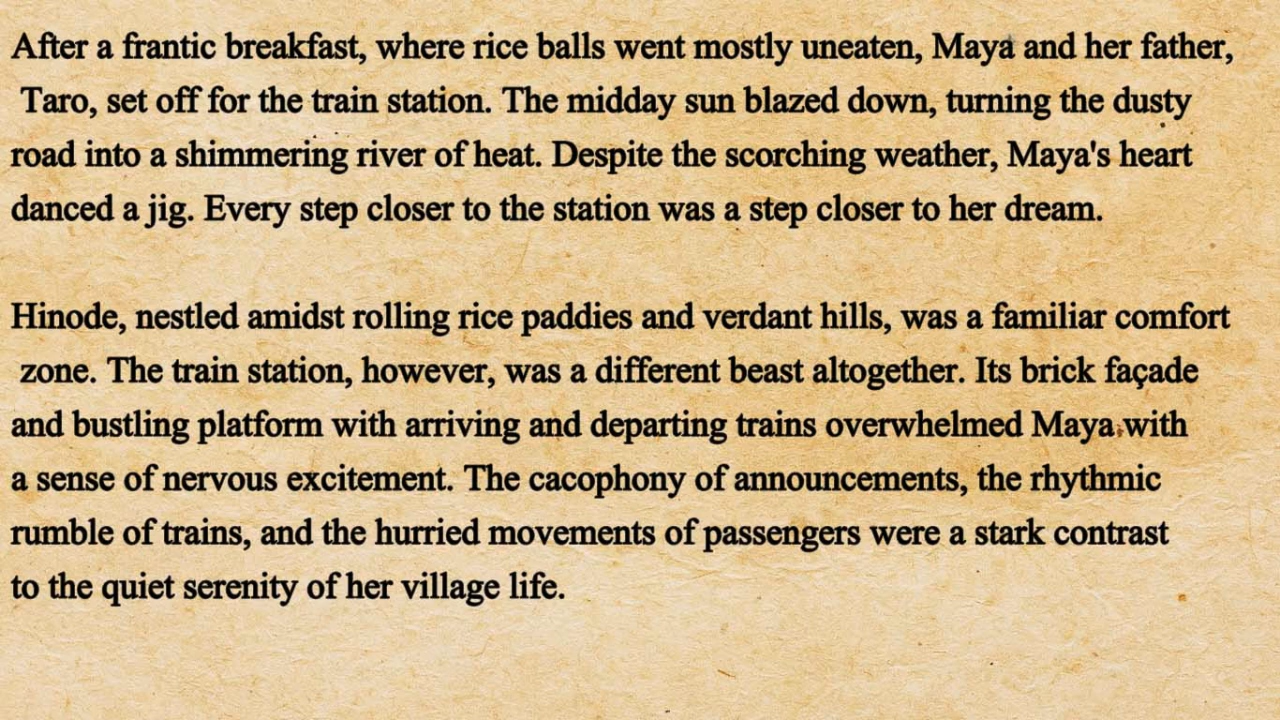 After a frantic breakfast, where rice balls went mostly uneaten, Maya and her father,
Taro, set off for the train station. The midday sun blazed down, turning the dusty
road into a shimmering river of heat. Despite the scorching weather, Maya's heart
danced a jig. Every step closer to the station was a step closer to her dream.
Hinode, nestled amidst rolling rice paddies and verdant hills, was a familiar comfort
zone. The train station, however, was a different beast altogether. Its brick façade
and bustling platform with arriving and departing trains overwhelmed Maya with
a sense of nervous excitement. The cacophony of announcements, the rhythmic
rumble of trains, and the hurried movements of passengers were a stark contrast
to the quiet serenity of her village life.